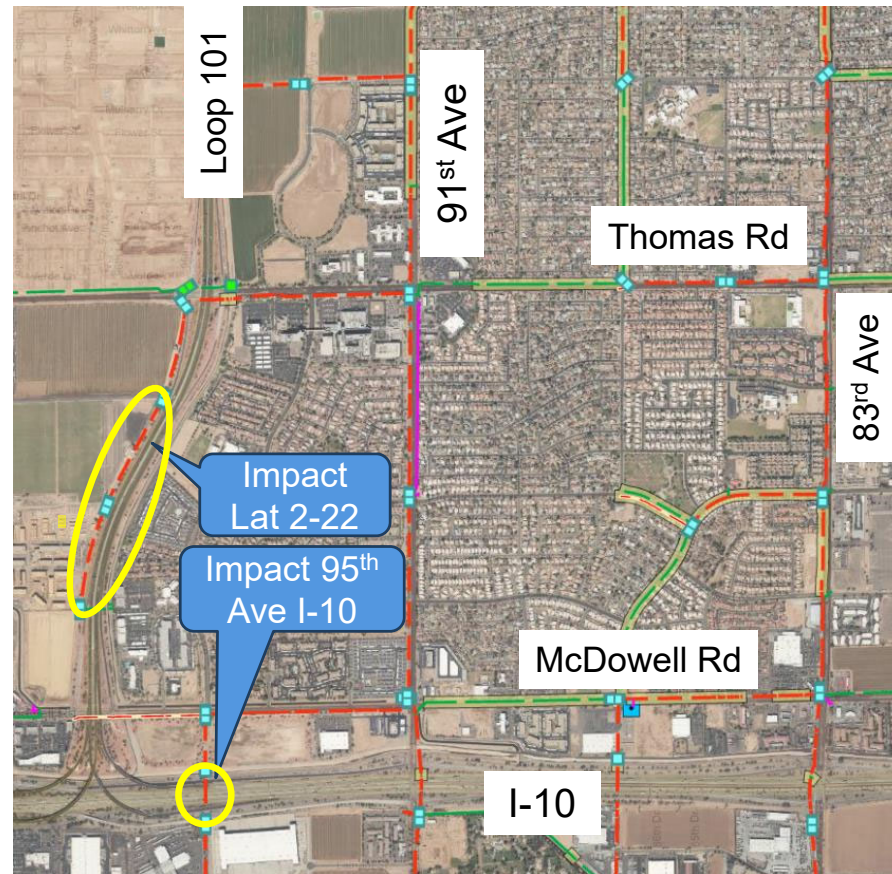 Loop 101
91st Ave
Thomas Rd
83rd Ave
Impact
Lat 2-22
Impact 95th
Ave I-10
McDowell Rd
I-10